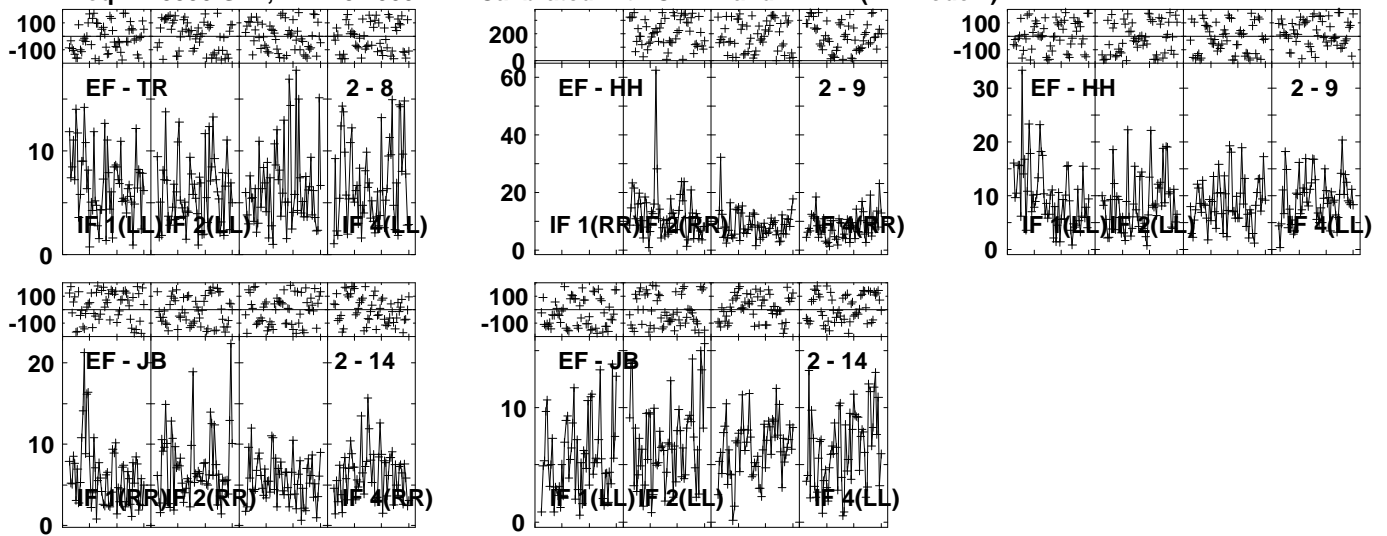 100 200 100
-100 0 -100
EF - TR 2 - 8 60 EF - HH 2 - 9 30 EF - HH 2 - 9
10 40 20
20 10
IF 1(LL) IF 2(LL) IF 4(LL) IF 1(RR) IF 2(RR) IF 4(RR) IF 1(LL) IF 2(LL) IF 4(LL)
0 0 0
100 100
-100 -100
20 EF - JB 2 - 14 EF - JB 2 - 14
10 10
IF 1(RR) IF 2(RR) IF 4(RR) IF 1(LL) IF 2(LL) IF 4(LL)
0 0